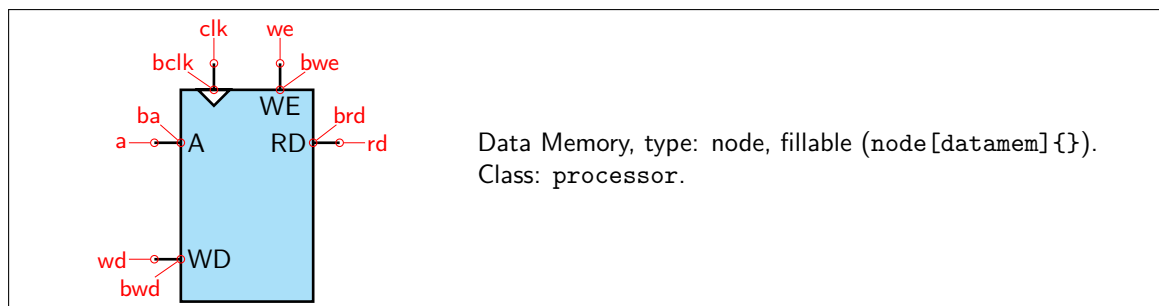 clk we
bclk bwe
WE
ba brd
a A RD rd
Data Memory, type: node, fillable (node[datamem]{}).
Class: processor.
wd WD
bwd